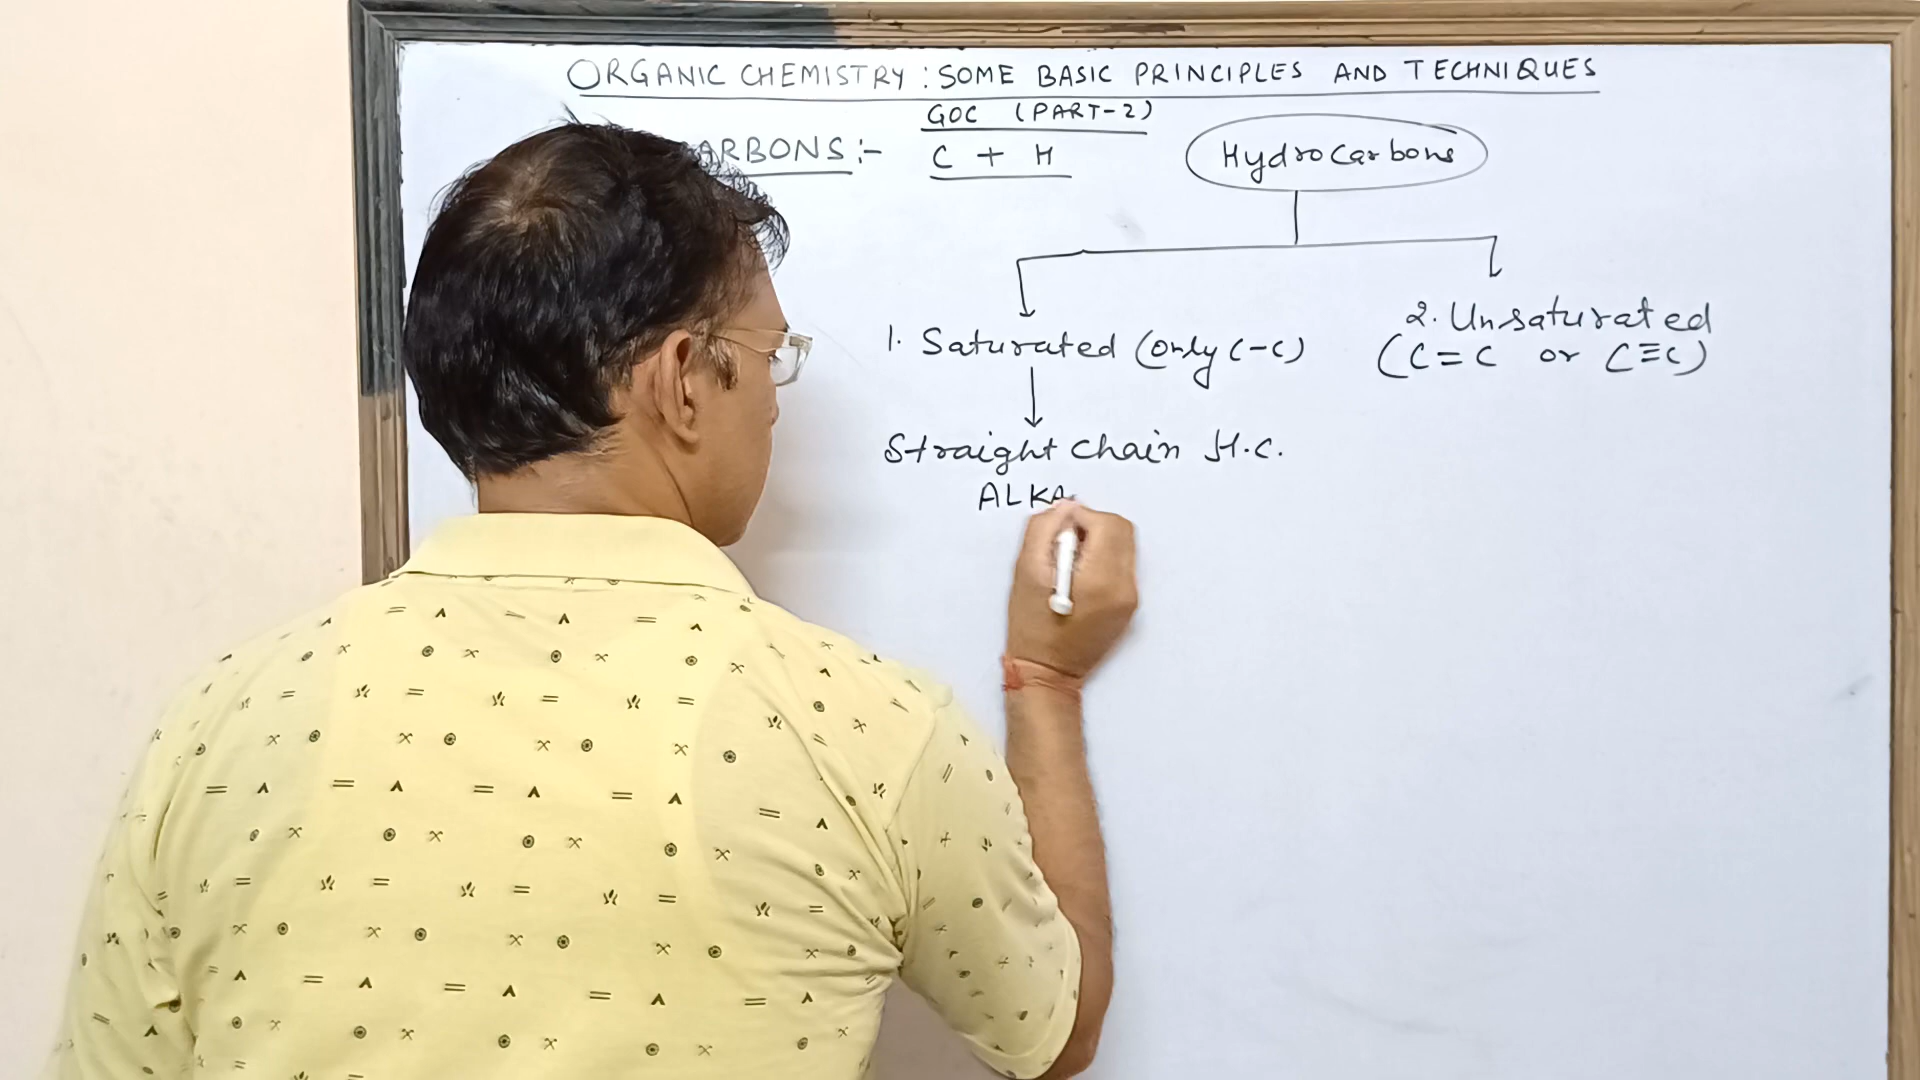 ORGANIC CHEMISTRY : SOME BASIC PRINCIPLES AND TECHNIQUES
GOC (PART-2)
ARBONS :- C + H
Hydrocarbons
1. Saturated (only C-C)
2. Unsaturated
(C=C or C≡C)
Straight chain H.C.
ALKA